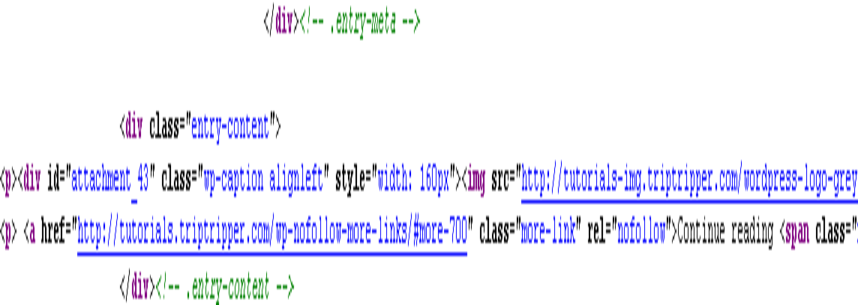 </div><!-- .entry-meta -->
<div class="entry-content">
<p><div id="attachment_43" class="wp-caption alignleft" style="width: 160px"><img src="http://tutorials-img.triptripper.com/wordpress-logo-grey
<p> <a href="http://tutorials.triptripper.com/wp-nofollow-more-links/#more-700" class="more-link" rel="nofollow">Continue reading <span class="
</div><!-- .entry-content -->